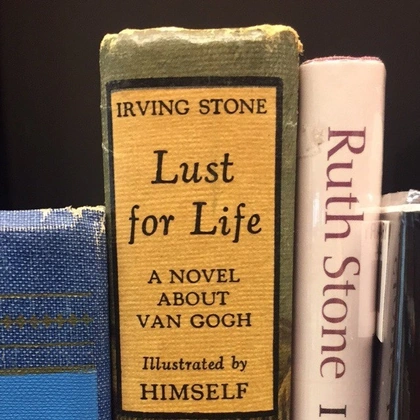 IRVING STONE
Lust
for Life
A NOVEL
ABOUT
VAN GOGH
Illustrated by
HIMSELF
Ruth Stone